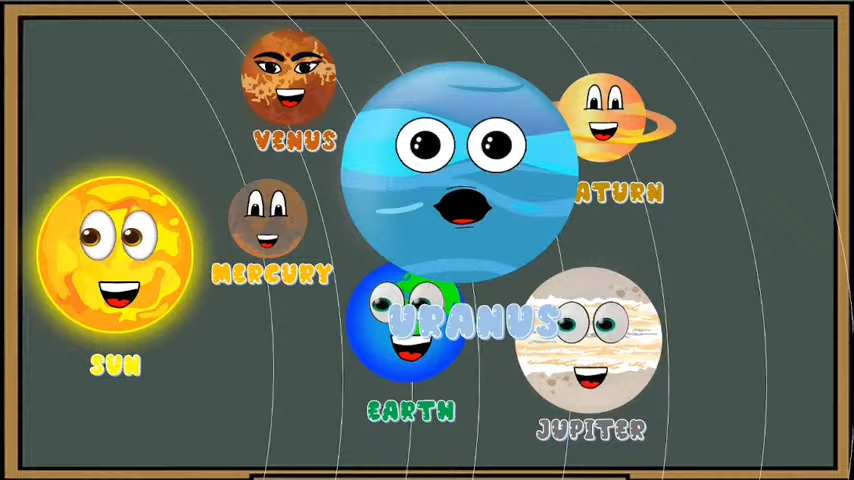 VENUS
ATURN
MERCURY
URANUS
SUN
EARTH
JUPITER